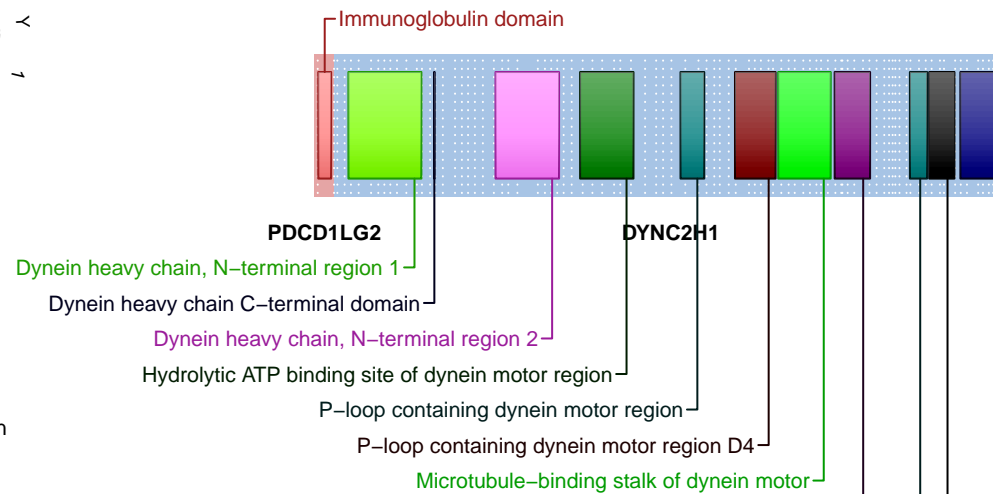 Immunoglobulin domain
Y
1
PDCD1LG2
DYNC2H1
Dynein heavy chain, N−terminal region 1
Dynein heavy chain C−terminal domain
Dynein heavy chain, N−terminal region 2
Hydrolytic ATP binding site of dynein motor region
P−loop containing dynein motor region
n
P−loop containing dynein motor region D4
Microtubule−binding stalk of dynein motor